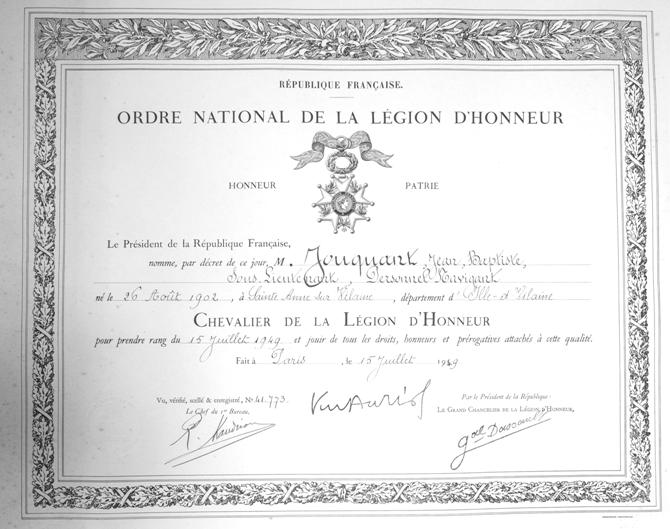 RÉPUBLIQUE FRANÇAISE.
ORDRE NATIONAL DE LA LÉGION D'HONNEUR
HONNEUR PATRIE
Le Président de la République Française,
nomme, par décret de ce jour, M. Jouquant, Jean, Baptiste,
Sous-Lieutenant, Personnel Navigant
né le 26 Août 1902, à Sainte Anne sur Vilaine, département d'Ille-d-Vilaine
CHEVALIER DE LA LÉGION D'HONNEUR
pour prendre rang du 15 Juillet 1949 et jouir de tous les droits, honneurs et prérogatives attachés à cette qualité.
Fait à Paris, le 15 Juillet 1949
Vu, vérifié, scellé & enregistré, N° 41.773.
Le Chef du 1er Bureau,
Par le Président de la République:
LE GRAND CHANCELIER DE LA LÉGION D'HONNEUR,